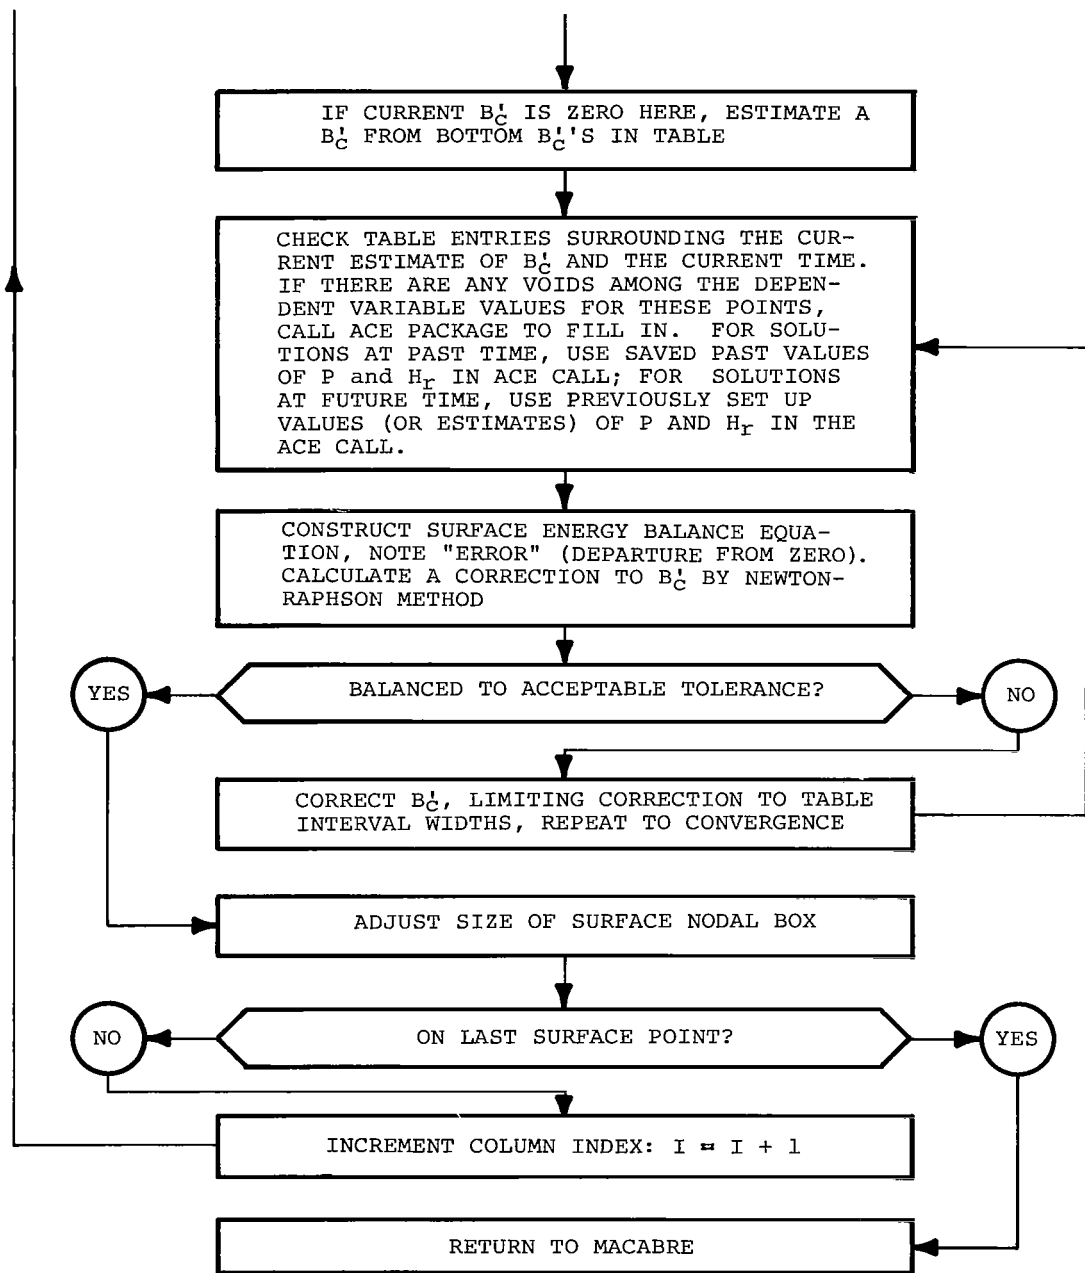 IF CURRENT B'c IS ZERO HERE, ESTIMATE A
B'c FROM BOTTOM B'c'S IN TABLE
CHECK TABLE ENTRIES SURROUNDING THE CUR-
RENT ESTIMATE OF B'c AND THE CURRENT TIME.
IF THERE ARE ANY VOIDS AMONG THE DEPEN-
DENT VARIABLE VALUES FOR THESE POINTS,
CALL ACE PACKAGE TO FILL IN. FOR SOLU-
TIONS AT PAST TIME, USE SAVED PAST VALUES
OF P and Hr IN ACE CALL; FOR SOLUTIONS
AT FUTURE TIME, USE PREVIOUSLY SET UP
VALUES (OR ESTIMATES) OF P AND Hr IN THE
ACE CALL.
CONSTRUCT SURFACE ENERGY BALANCE EQUA-
TION, NOTE "ERROR" (DEPARTURE FROM ZERO).
CALCULATE A CORRECTION TO B'c BY NEWTON-
RAPHSON METHOD
YES
BALANCED TO ACCEPTABLE TOLERANCE?
NO
CORRECT B'c, LIMITING CORRECTION TO TABLE
INTERVAL WIDTHS, REPEAT TO CONVERGENCE
ADJUST SIZE OF SURFACE NODAL BOX
NO
ON LAST SURFACE POINT?
YES
INCREMENT COLUMN INDEX: I = I + 1
RETURN TO MACABRE